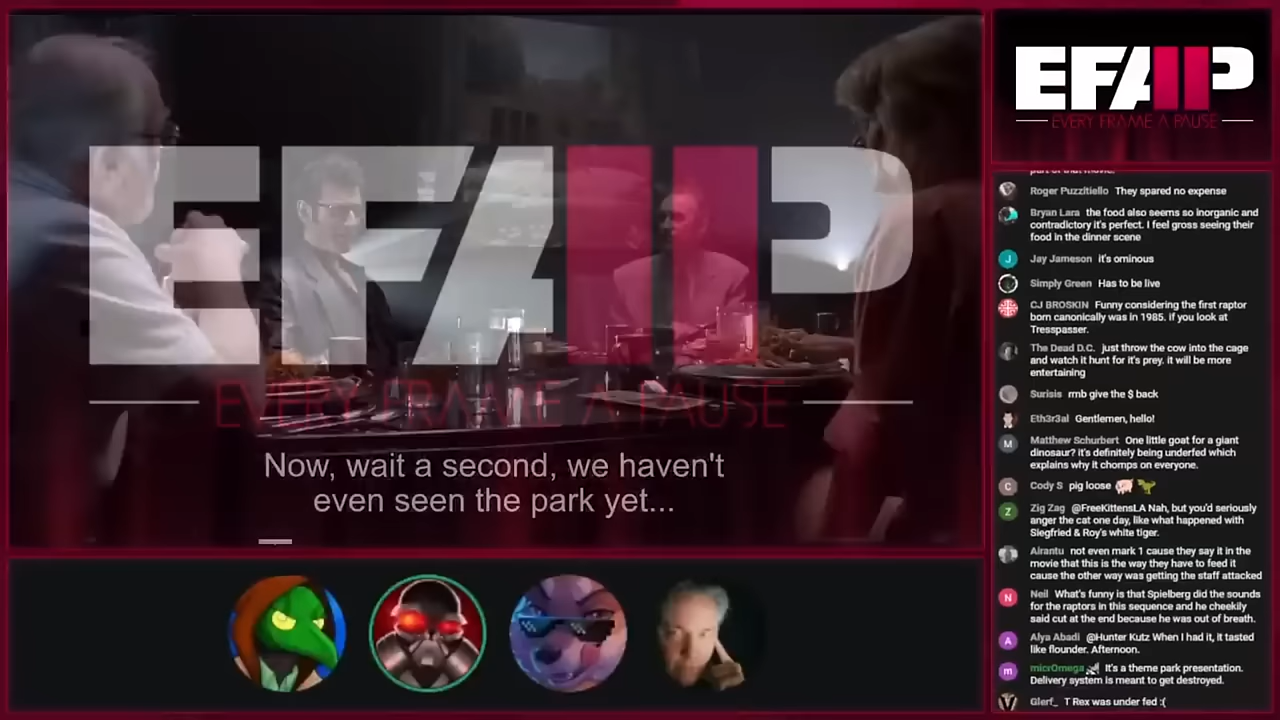 EFAP
EVERY FRAME A PAUSE
Now, wait a second, we haven't
even seen the park yet...
EFAP
EVERY FRAME A PAUSE
part of that movie.
Roger Puzzitiello They spared no expense
Bryan Lara the food also seems so inorganic and
contradictory it's perfect. I feel gross seeing their
food in the dinner scene
Jay Jameson it's ominous
Simply Green Has to be live
CJ BROSKIN Funny considering the first raptor
born canonically was in 1985. if you look at
Tresspasser.
The Dead D.C. just throw the cow into the cage
and watch it hunt for it's prey. it will be more
entertaining
Surisis rmb give the $ back
Eth3r3al Gentlemen, hello!
Matthew Schurbert One little goat for a giant
dinosaur? it's definitely being underfed which
explains why it chomps on everyone.
Cody S pig loose 🐖 🦖
Zig Zag @FreeKittensLA Nah, but you'd seriously
anger the cat one day, like what happened with
Siegfried & Roy's white tiger.
Airantu not even mark 1 cause they say it in the
movie that this is the way they have to feed it
cause the other way was getting the staff attacked
Neil What's funny is that Spielberg did the sounds
for the raptors in this sequence and he cheekily
said cut at the end because he was out of breath.
Alya Abadi @Hunter Kutz When I had it, it tasted
like flounder. Afternoon.
micrOmega It's a theme park presentation.
Delivery system is meant to get destroyed.
Glerf_ T Rex was under fed :(
J
M
C
Z
N
A
m